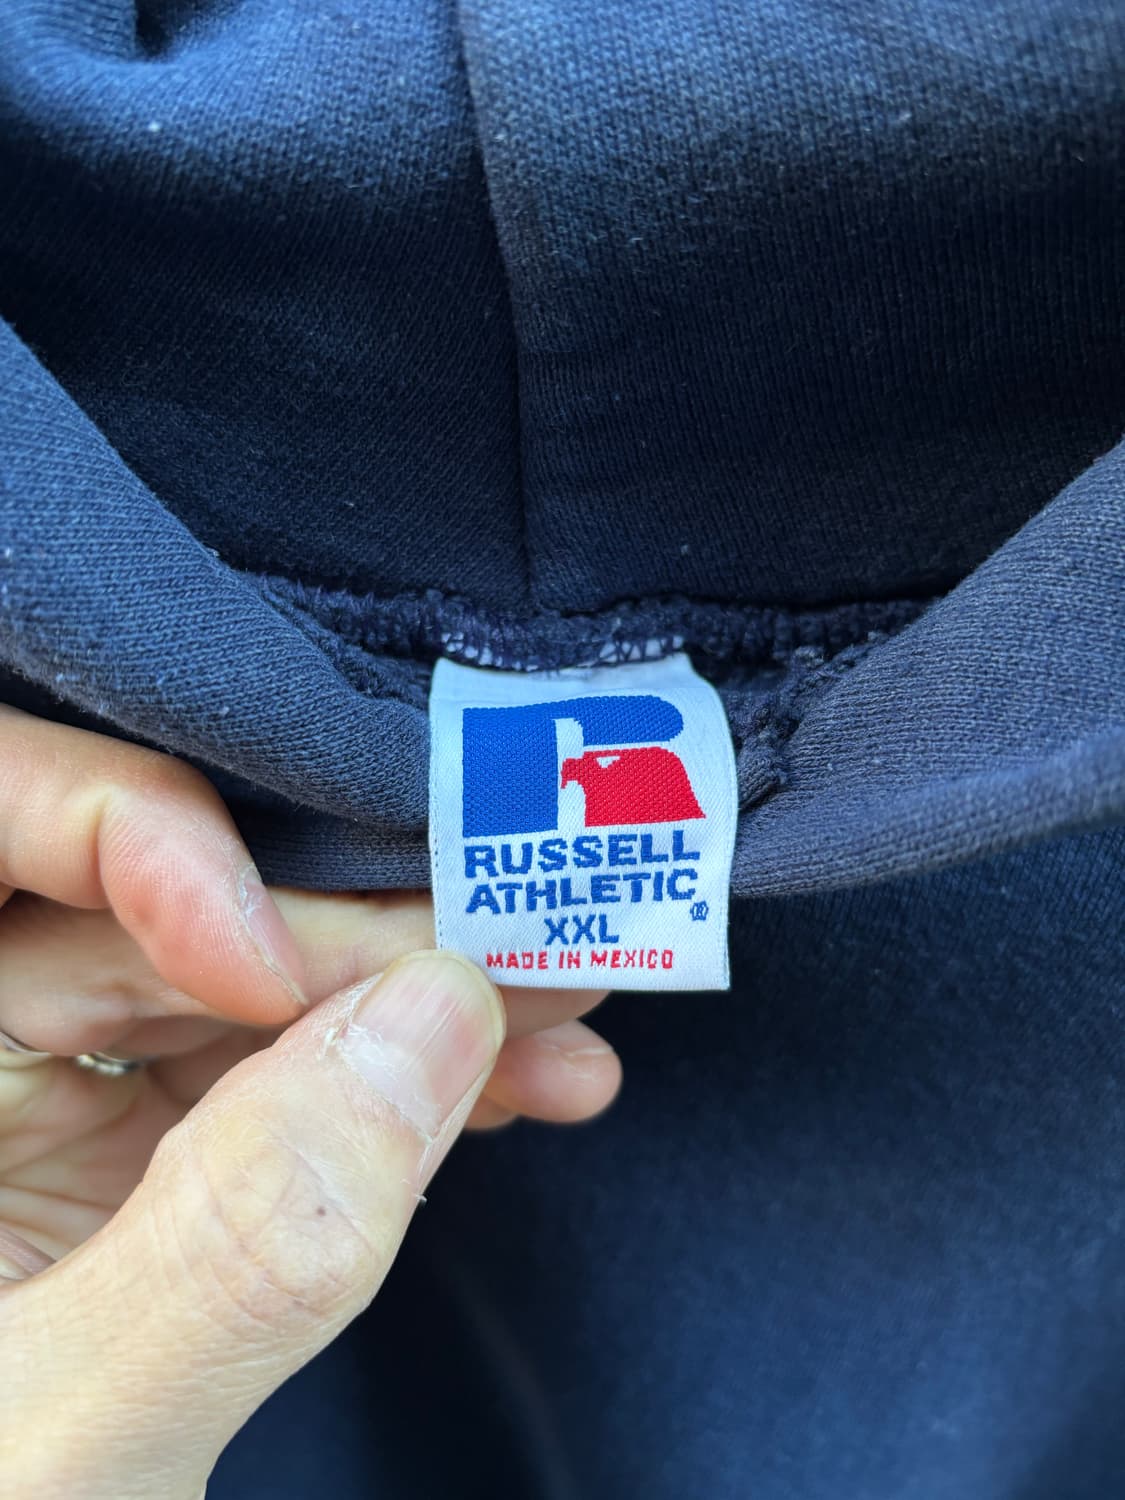 RUSSELL
ATHLETIC
®
XXL
MADE IN MEXICO